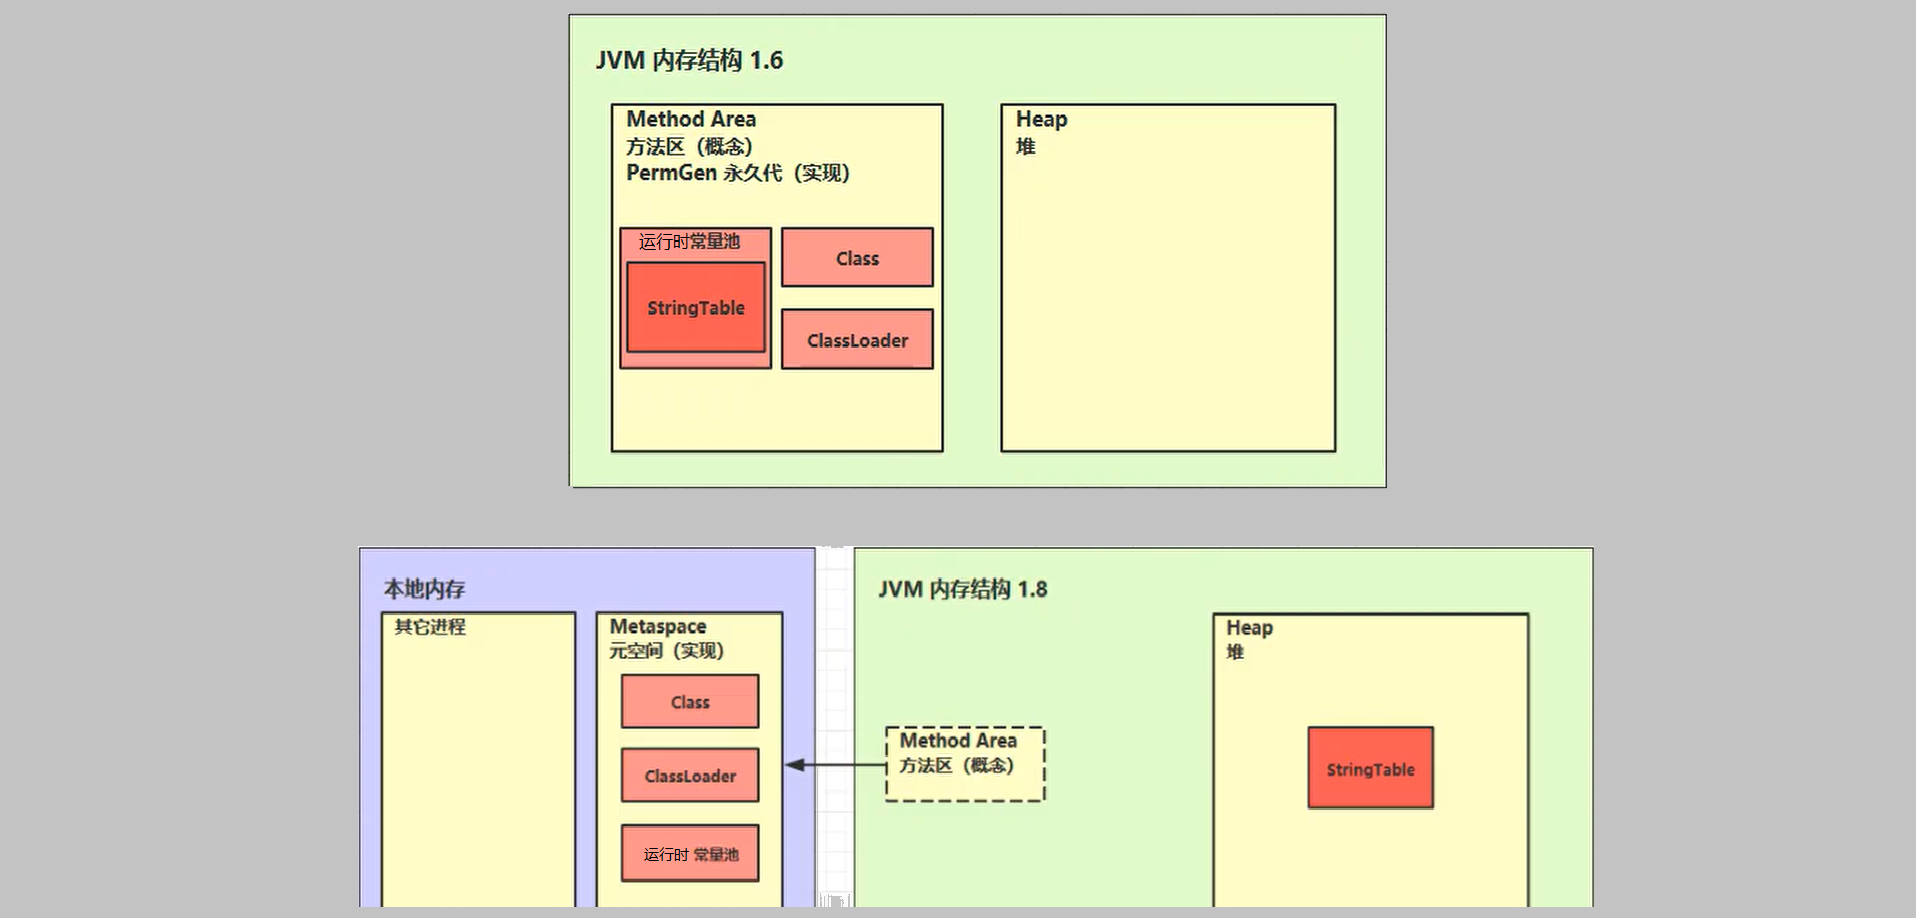 JVM 内存结构 1.6
Method Area
方法区（概念）
PermGen 永久代（实现）
运行时常量池
StringTable
Class
ClassLoader
Heap
堆
本地内存
其它进程
Metaspace
元空间（实现）
Class
ClassLoader
运行时 常量池
JVM 内存结构 1.8
Method Area
方法区（概念）
Heap
堆
StringTable